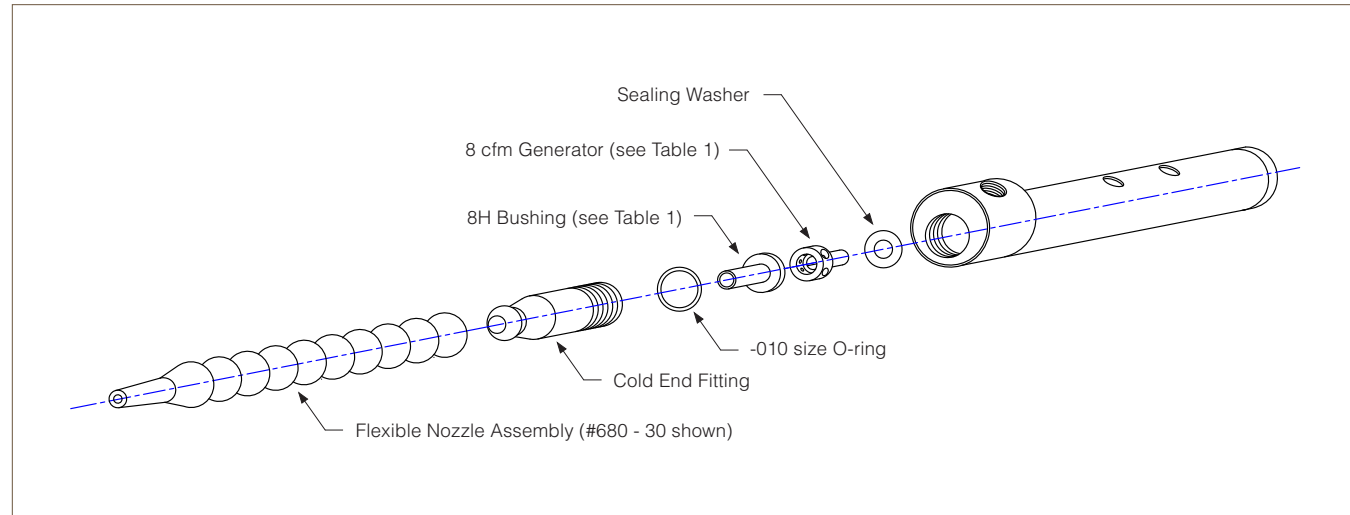 Sealing Washer
8 cfm Generator (see Table 1)
8H Bushing (see Table 1)
-010 size O-ring
Cold End Fitting
Flexible Nozzle Assembly (#680 - 30 shown)